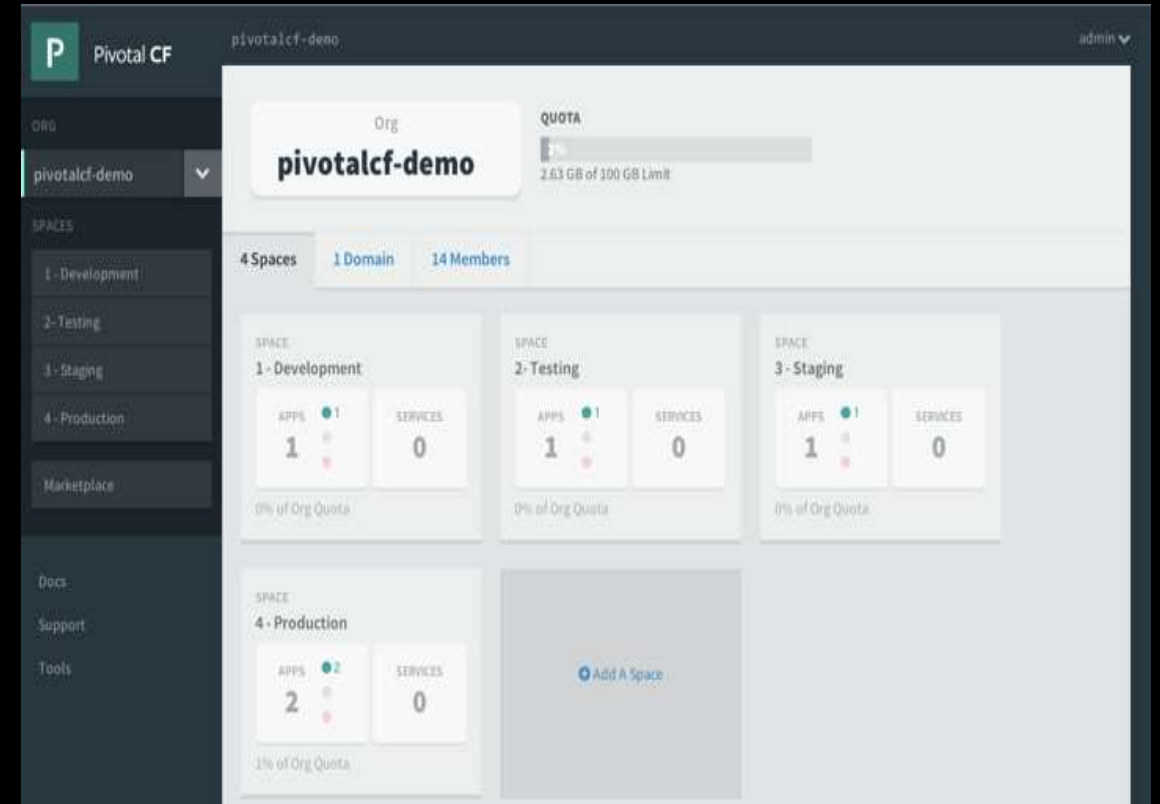 P
Pivotal CF
pivotalcf-demo
admin
ORG
pivotalcf-demo
SPACES
1 - Development
2- Testing
3 - Staging
4 - Production
Marketplace
Docs
Support
Tools
Org
pivotalcf-demo
QUOTA
2%
2.63 GB of 100 GB Limit
4 Spaces
1 Domain
14 Members
SPACE
1 - Development
APPS
1
1
SERVICES
0
0% of Org Quota
SPACE
2- Testing
APPS
1
1
SERVICES
0
0% of Org Quota
SPACE
3 - Staging
APPS
1
1
SERVICES
0
0% of Org Quota
SPACE
4 - Production
APPS
2
2
SERVICES
0
1% of Org Quota
Add A Space